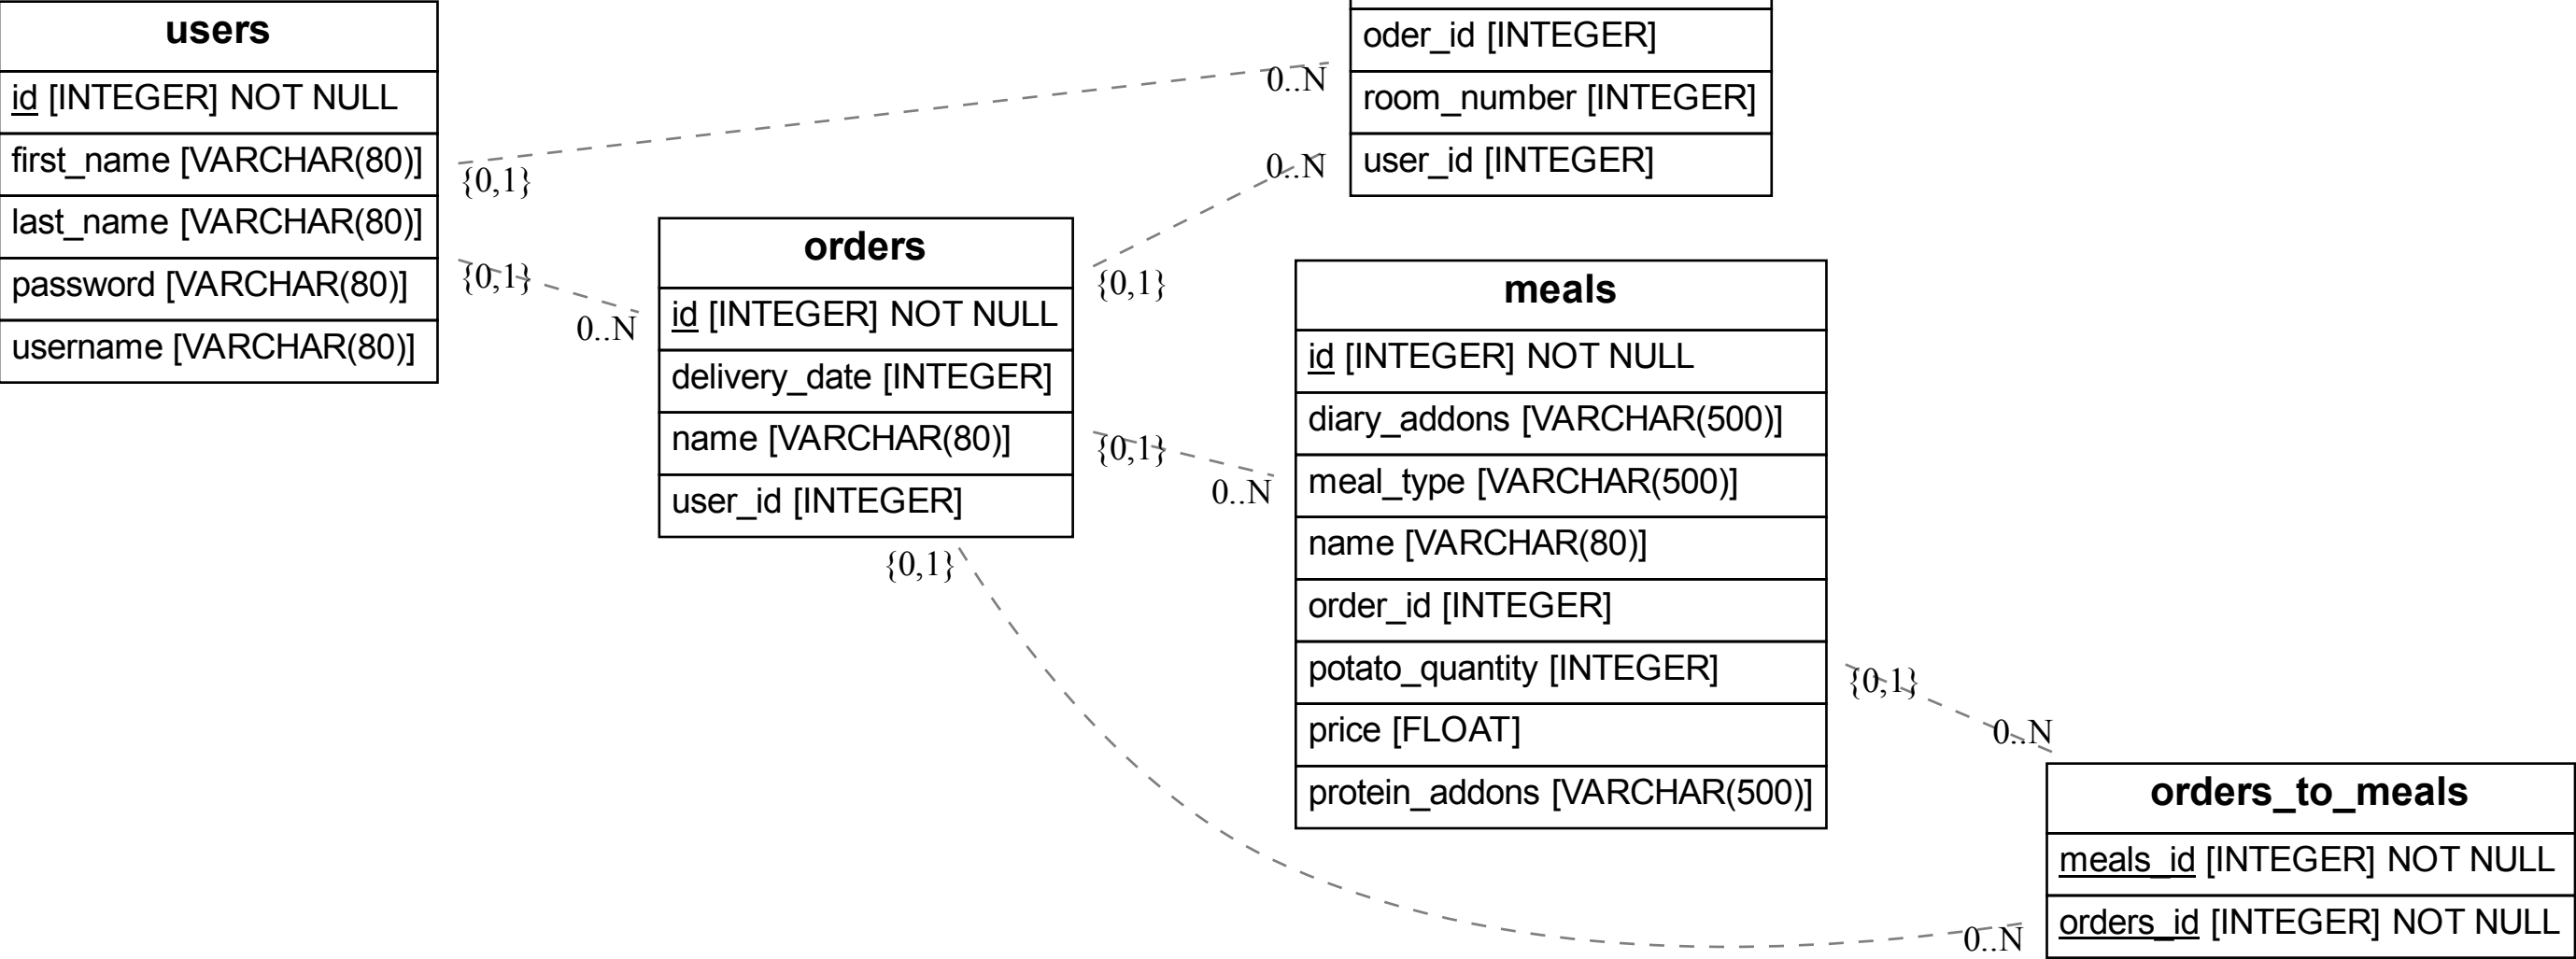 users
id [INTEGER] NOT NULL
first_name [VARCHAR(80)]
last_name [VARCHAR(80)]
password [VARCHAR(80)]
username [VARCHAR(80)]
oder_id [INTEGER]
room_number [INTEGER]
user_id [INTEGER]
0..N
{0,1}
0..N
{0,1}
{0,1}
0..N
orders
id [INTEGER] NOT NULL
delivery_date [INTEGER]
name [VARCHAR(80)]
user_id [INTEGER]
{0,1}
0..N
{0,1}
meals
id [INTEGER] NOT NULL
diary_addons [VARCHAR(500)]
meal_type [VARCHAR(500)]
name [VARCHAR(80)]
order_id [INTEGER]
potato_quantity [INTEGER]
price [FLOAT]
protein_addons [VARCHAR(500)]
{0,1}
0..N
orders_to_meals
meals_id [INTEGER] NOT NULL
orders_id [INTEGER] NOT NULL
0..N